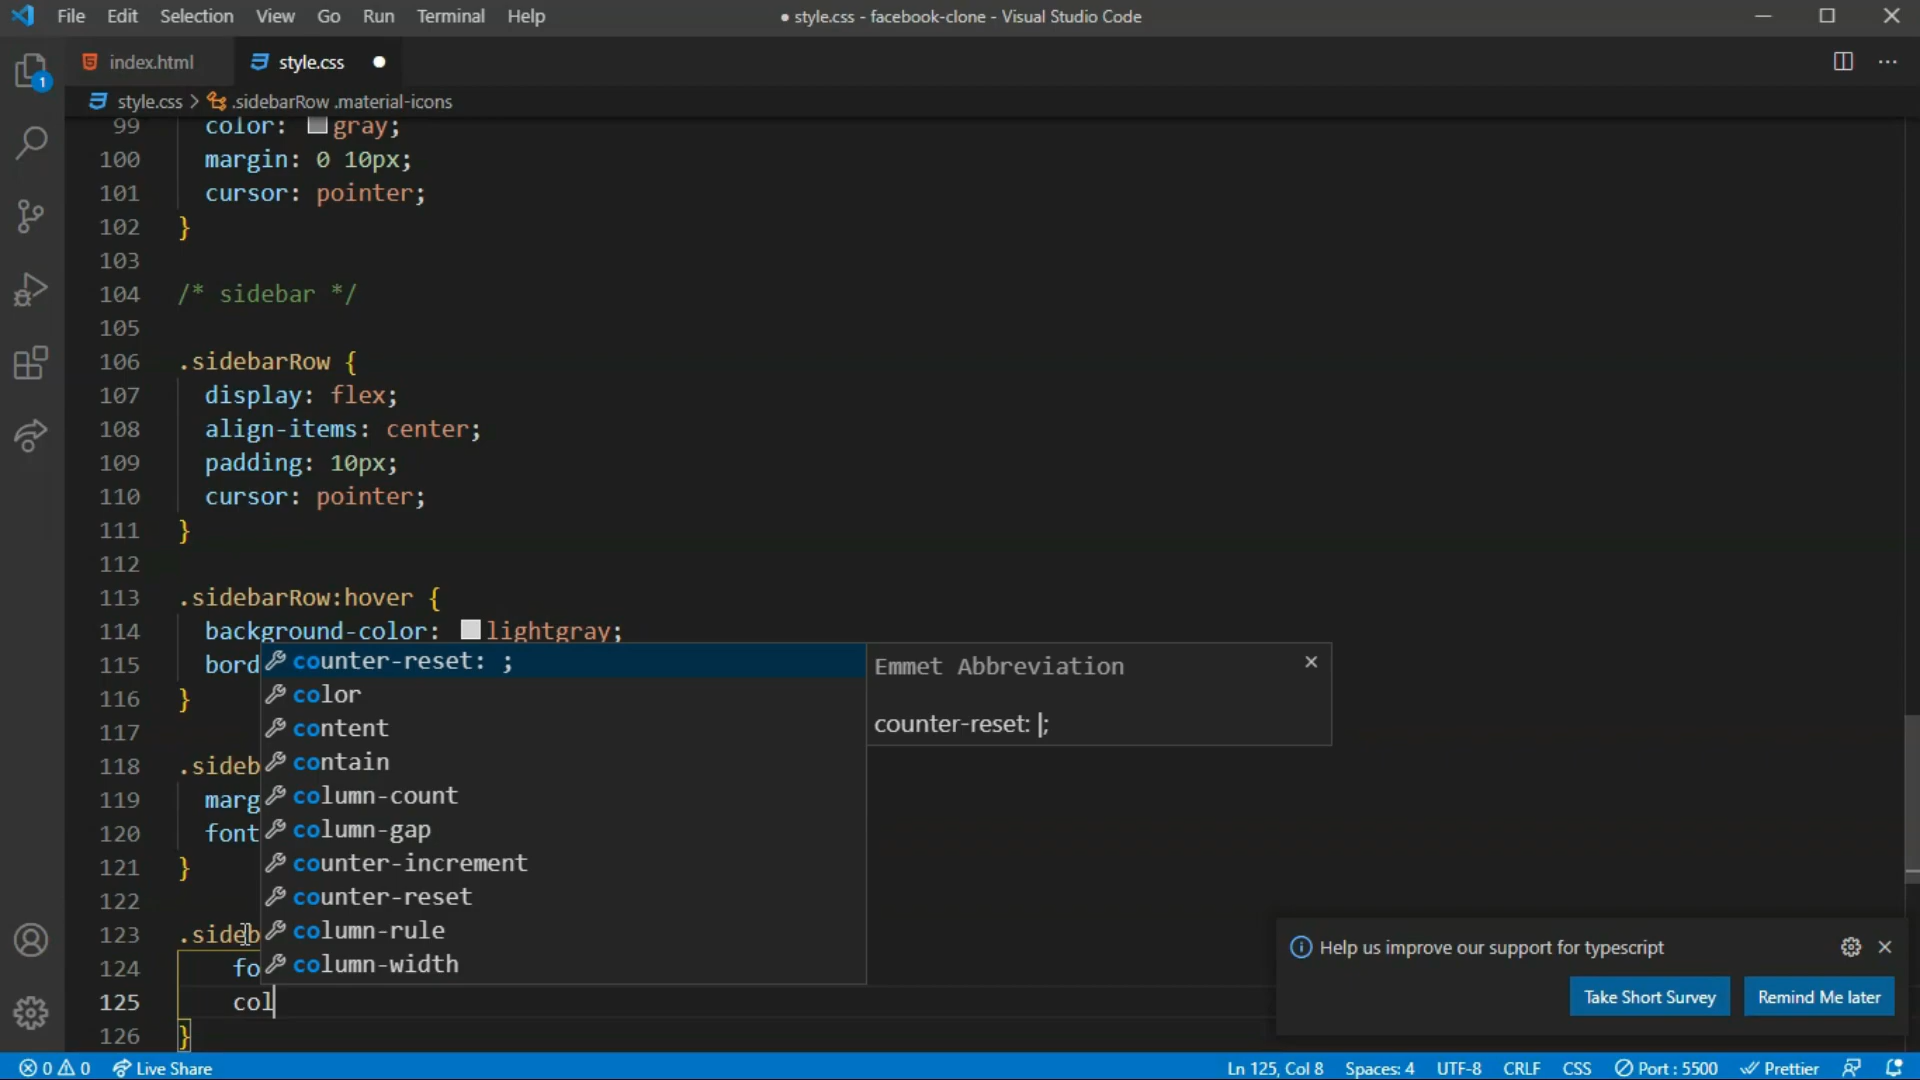 File Edit Selection View Go Run Terminal Help
● style.css - facebook-clone - Visual Studio Code
index.html
style.css ●
style.css > .sidebarRow .material-icons
99 color: gray;
100 margin: 0 10px;
101 cursor: pointer;
102 }
103
104 /* sidebar */
105
106 .sidebarRow {
107 display: flex;
108 align-items: center;
109 padding: 10px;
110 cursor: pointer;
111 }
112
113 .sidebarRow:hover {
114 background-color: lightgray;
115 bord
116 }
117
118 .sideb
119 marg
120 font
121 }
122
123 .sideb
124 fo
125 col
126 }
counter-reset: ;
color
content
contain
column-count
column-gap
counter-increment
counter-reset
column-rule
column-width
Emmet Abbreviation
counter-reset: |;
Help us improve our support for typescript
Take Short Survey
Remind Me later
1
0 0 Live Share
Ln 125, Col 8 Spaces: 4 UTF-8 CRLF CSS Port : 5500 Prettier